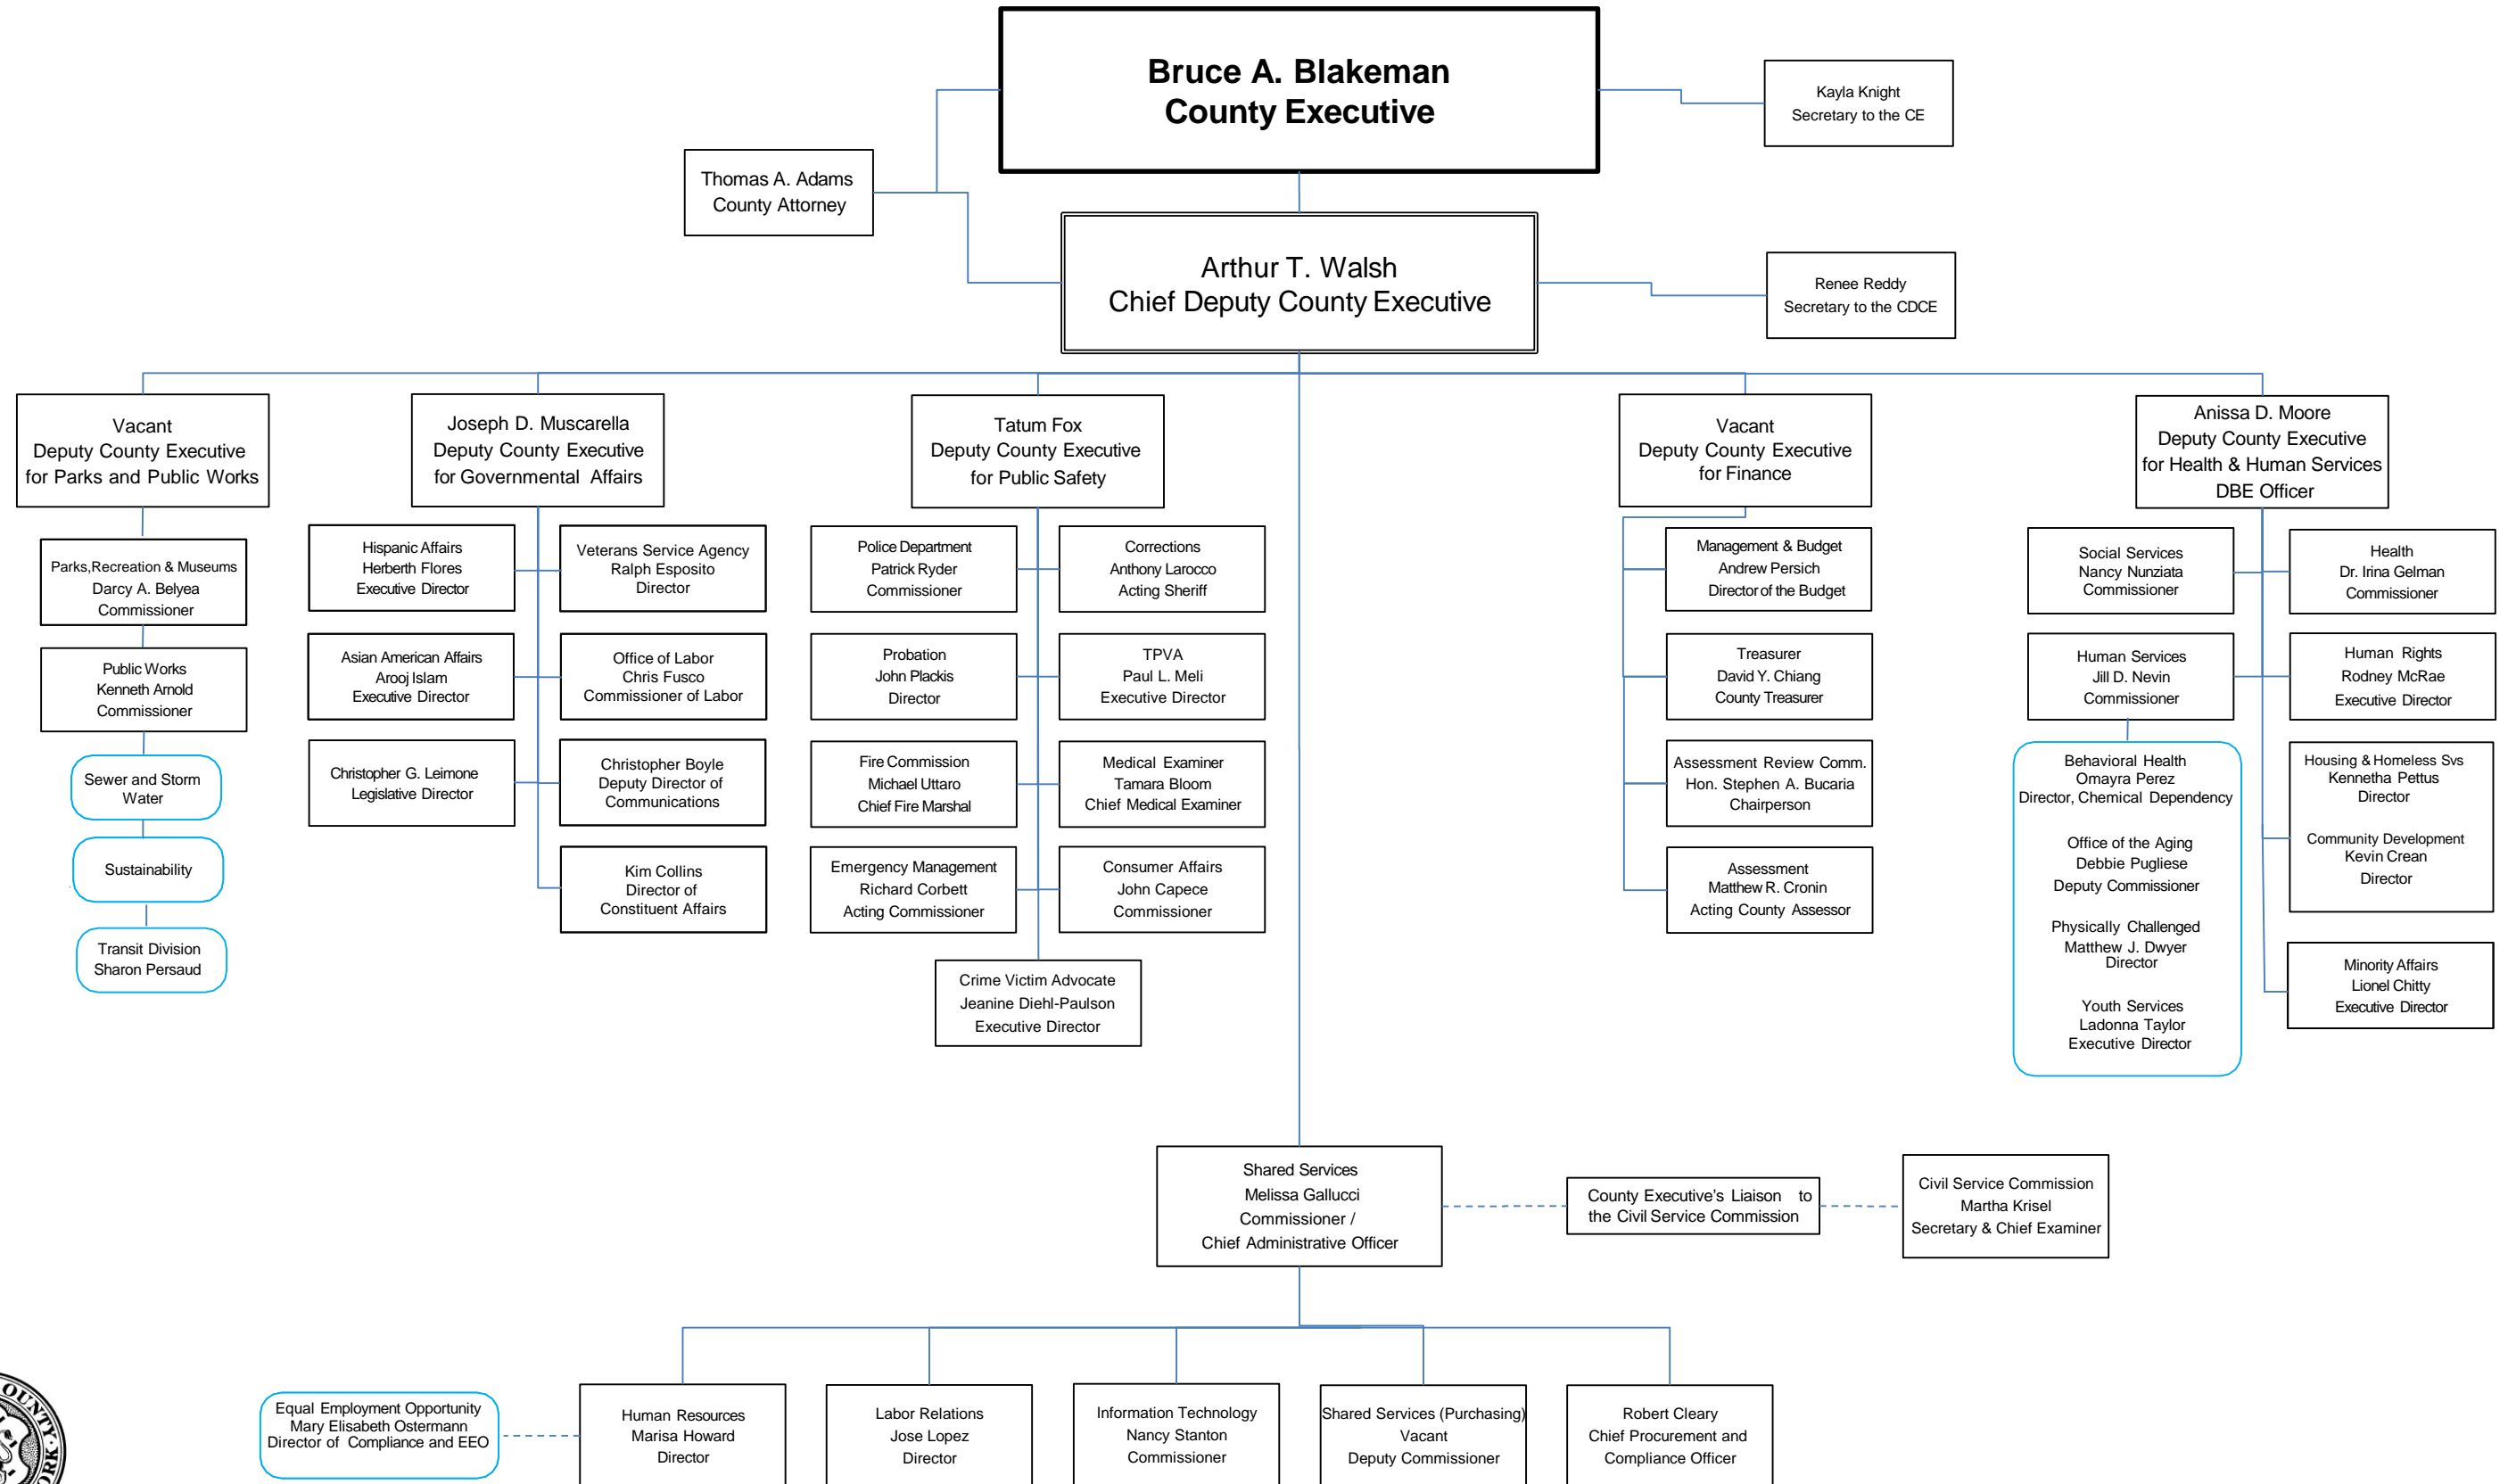 Bruce A. Blakeman
County Executive
Kayla Knight
Secretary to the CE
Thomas A. Adams
County Attorney
Arthur T. Walsh
Chief Deputy County Executive
Renee Reddy
Secretary to the CDCE
Vacant
Deputy County Executive
for Parks and Public Works
Joseph D. Muscarella
Deputy County Executive
for Governmental Affairs
Tatum Fox
Deputy County Executive
for Public Safety
Vacant
Deputy County Executive
for Finance
Anissa D. Moore
Deputy County Executive
for Health & Human Services
DBE Officer
Parks,Recreation & Museums
Darcy A. Belyea
Commissioner
Public Works
Kenneth Arnold
Commissioner
Sewer and Storm
Water
Sustainability
Transit Division
Sharon Persaud
Hispanic Affairs
Herberth Flores
Executive Director
Veterans Service Agency
Ralph Esposito
Director
Asian American Affairs
Arooj Islam
Executive Director
Office of Labor
Chris Fusco
Commissioner of Labor
Christopher G. Leimone
Legislative Director
Christopher Boyle
Deputy Director of
Communications
Kim Collins
Director of
Constituent Affairs
Police Department
Patrick Ryder
Commissioner
Corrections
Anthony Larocco
Acting Sheriff
Probation
John Plackis
Director
TPVA
Paul L. Meli
Executive Director
Fire Commission
Michael Uttaro
Chief Fire Marshal
Medical Examiner
Tamara Bloom
Chief Medical Examiner
Emergency Management
Richard Corbett
Acting Commissioner
Consumer Affairs
John Capece
Commissioner
Crime Victim Advocate
Jeanine Diehl-Paulson
Executive Director
Management & Budget
Andrew Persich
Director of the Budget
Treasurer
David Y. Chiang
County Treasurer
Assessment Review Comm.
Hon. Stephen A. Bucaria
Chairperson
Assessment
Matthew R. Cronin
Acting County Assessor
Social Services
Nancy Nunziata
Commissioner
Health
Dr. Irina Gelman
Commissioner
Human Services
Jill D. Nevin
Commissioner
Human Rights
Rodney McRae
Executive Director
Behavioral Health
Omayra Perez
Director, Chemical Dependency
Office of the Aging
Debbie Pugliese
Deputy Commissioner
Physically Challenged
Matthew J. Dwyer
Director
Youth Services
Ladonna Taylor
Executive Director
Housing & Homeless Svs
Kennetha Pettus
Director
Community Development
Kevin Crean
Director
Minority Affairs
Lionel Chitty
Executive Director
Shared Services
Melissa Gallucci
Commissioner /
Chief Administrative Officer
County Executive's Liaison to
the Civil Service Commission
Civil Service Commission
Martha Krisel
Secretary & Chief Examiner
Equal Employment Opportunity
Mary Elisabeth Ostermann
Director of Compliance and EEO
Human Resources
Marisa Howard
Director
Labor Relations
Jose Lopez
Director
Information Technology
Nancy Stanton
Commissioner
Shared Services (Purchasing)
Vacant
Deputy Commissioner
Robert Cleary
Chief Procurement and
Compliance Officer